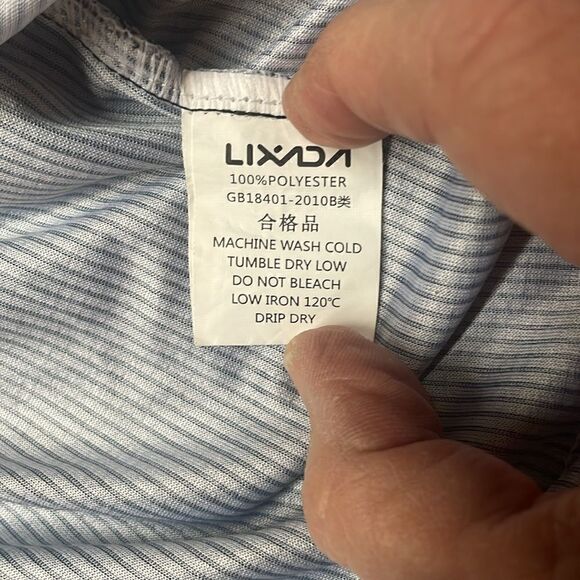 LIXADA
100%POLYESTER
GB18401-2010B类
合格品
MACHINE WASH COLD
TUMBLE DRY LOW
DO NOT BLEACH
LOW IRON 120℃
DRIP DRY